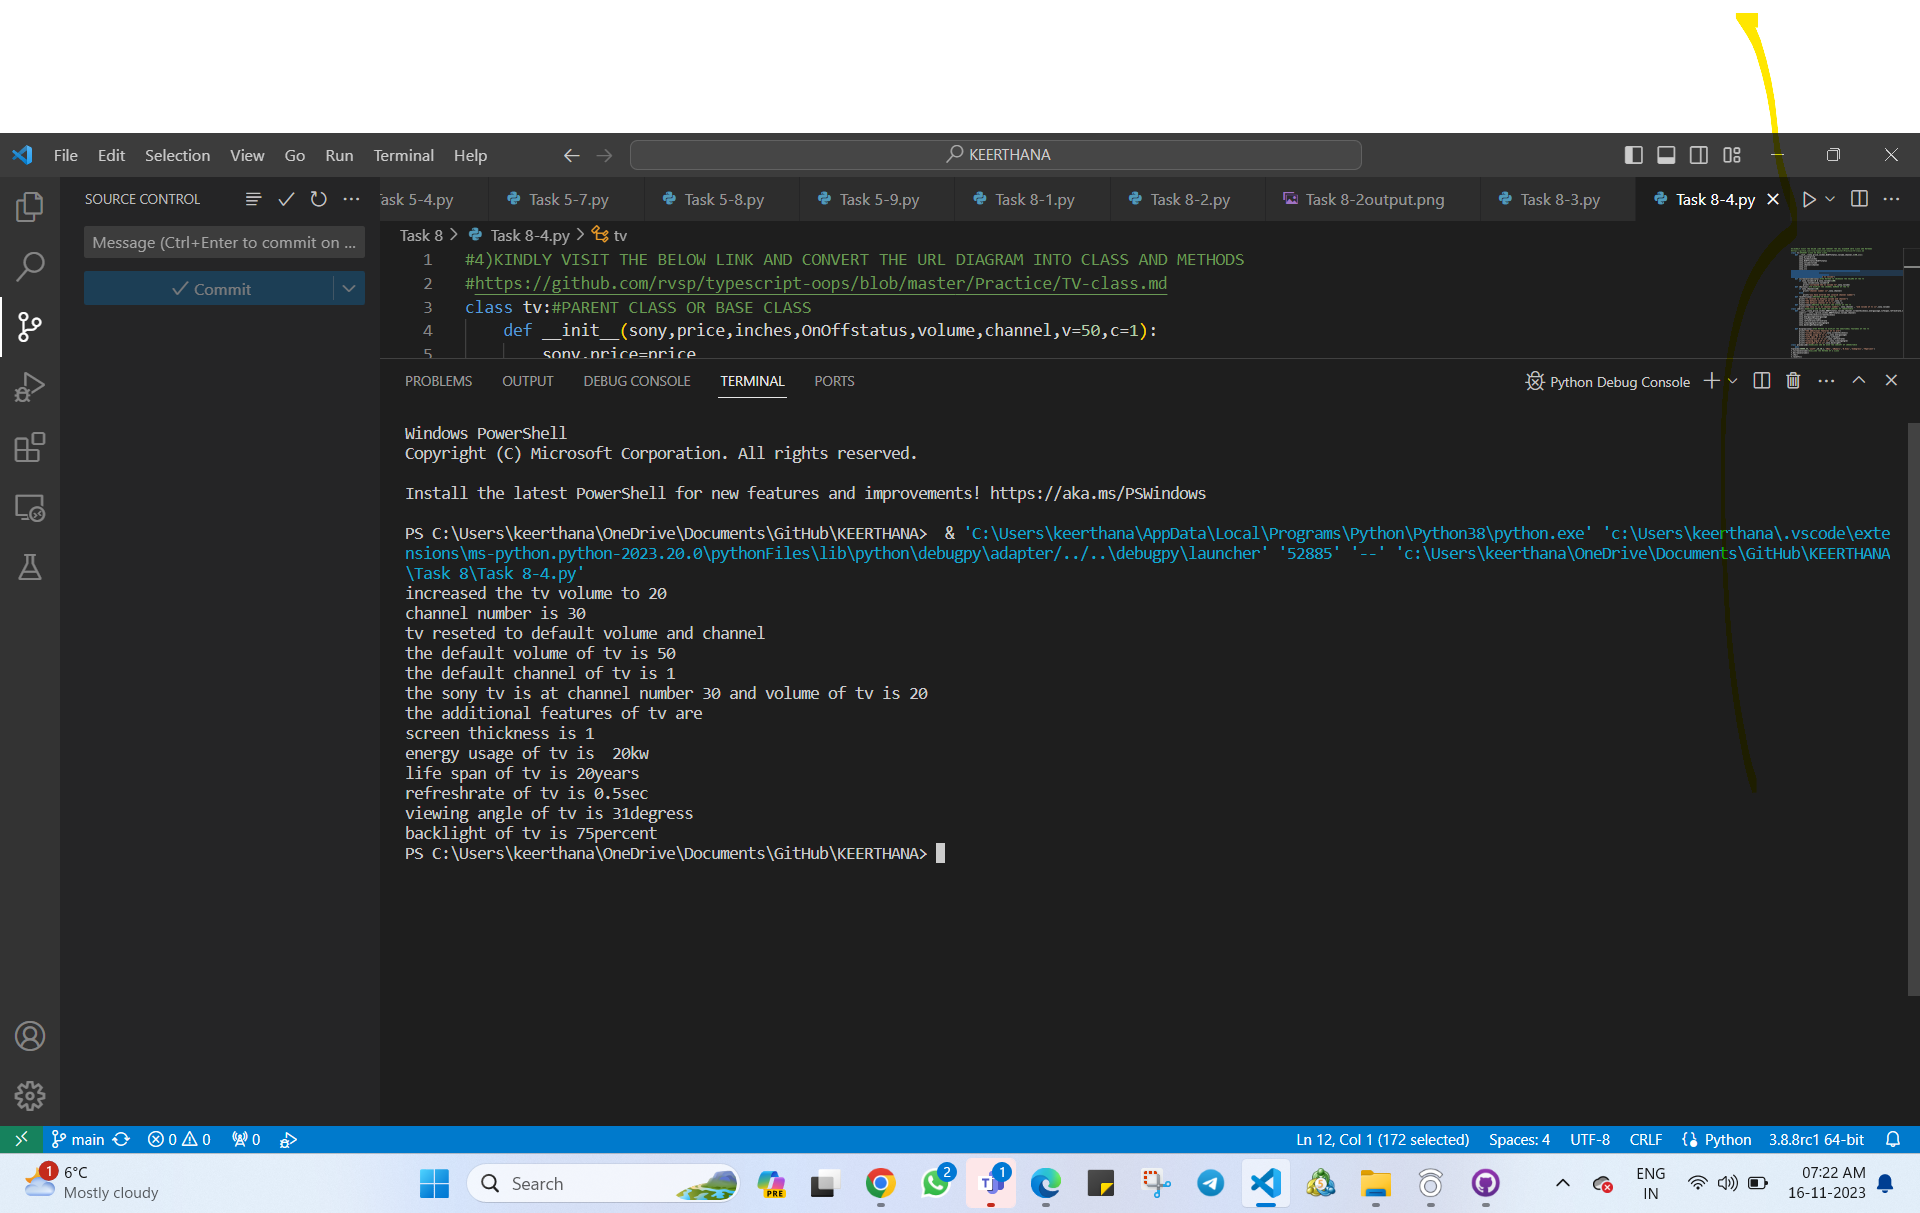 File Edit Selection View Go Run Terminal Help KEERTHANA
SOURCE CONTROL
Task 5-4.py Task 5-7.py Task 5-8.py Task 5-9.py Task 8-1.py Task 8-2.py Task 8-2output.png Task 8-3.py Task 8-4.py
Message (Ctrl+Enter to commit on ...
Commit
Task 8 > Task 8-4.py > tv
1 #4)KINDLY VISIT THE BELOW LINK AND CONVERT THE URL DIAGRAM INTO CLASS AND METHODS
2 #https://github.com/rvsp/typescript-oops/blob/master/Practice/TV-class.md
3 class tv:#PARENT CLASS OR BASE CLASS
4 def __init__(sony,price,inches,OnOffstatus,volume,channel,v=50,c=1):
5 sony.price=price
PROBLEMS OUTPUT DEBUG CONSOLE TERMINAL PORTS Python Debug Console
Windows PowerShell
Copyright (C) Microsoft Corporation. All rights reserved.
Install the latest PowerShell for new features and improvements! https://aka.ms/PSWindows
PS C:\Users\keerthana\OneDrive\Documents\GitHub\KEERTHANA> & 'C:\Users\keerthana\AppData\Local\Programs\Python\Python38\python.exe' 'c:\Users\keerthana\.vscode\exte
nsions\ms-python.python-2023.20.0\pythonFiles\lib\python\debugpy\adapter/../..\debugpy\launcher' '52885' '--' 'c:\Users\keerthana\OneDrive\Documents\GitHub\KEERTHANA
\Task 8\Task 8-4.py'
increased the tv volume to 20
channel number is 30
tv reseted to default volume and channel
the default volume of tv is 50
the default channel of tv is 1
the sony tv is at channel number 30 and volume of tv is 20
the additional features of tv are
screen thickness is 1
energy usage of tv is  20kw
life span of tv is 20years
refreshrate of tv is 0.5sec
viewing angle of tv is 31degress
backlight of tv is 75percent
PS C:\Users\keerthana\OneDrive\Documents\GitHub\KEERTHANA>
main 0 0 0 Ln 12, Col 1 (172 selected) Spaces: 4 UTF-8 CRLF Python 3.8.8rc1 64-bit
1 6°C
Mostly cloudy
Search
PRE
2
1
ENG
IN
07:22 AM
16-11-2023